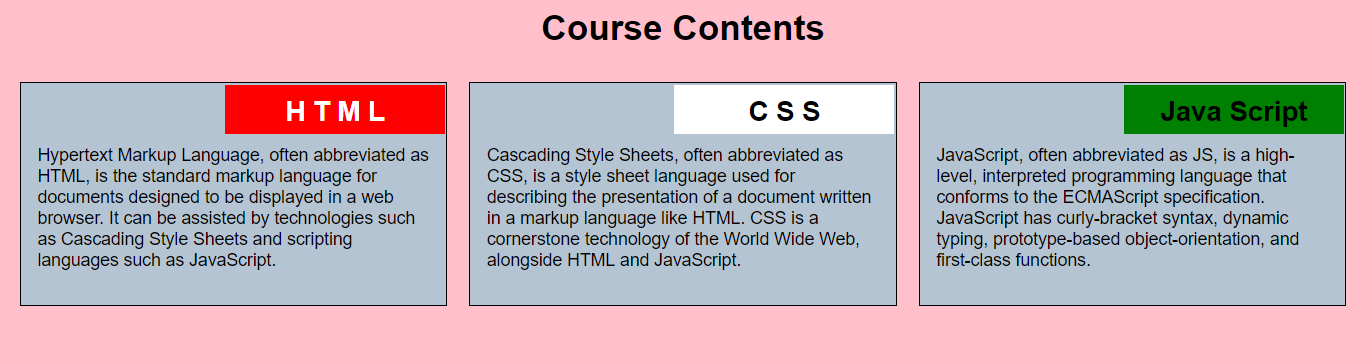 Course Contents
H T M L
Hypertext Markup Language, often abbreviated as
HTML, is the standard markup language for
documents designed to be displayed in a web
browser. It can be assisted by technologies such
as Cascading Style Sheets and scripting
languages such as JavaScript.
C S S
Cascading Style Sheets, often abbreviated as
CSS, is a style sheet language used for
describing the presentation of a document written
in a markup language like HTML. CSS is a
cornerstone technology of the World Wide Web,
alongside HTML and JavaScript.
Java Script
JavaScript, often abbreviated as JS, is a high-
level, interpreted programming language that
conforms to the ECMAScript specification.
JavaScript has curly-bracket syntax, dynamic
typing, prototype-based object-orientation, and
first-class functions.